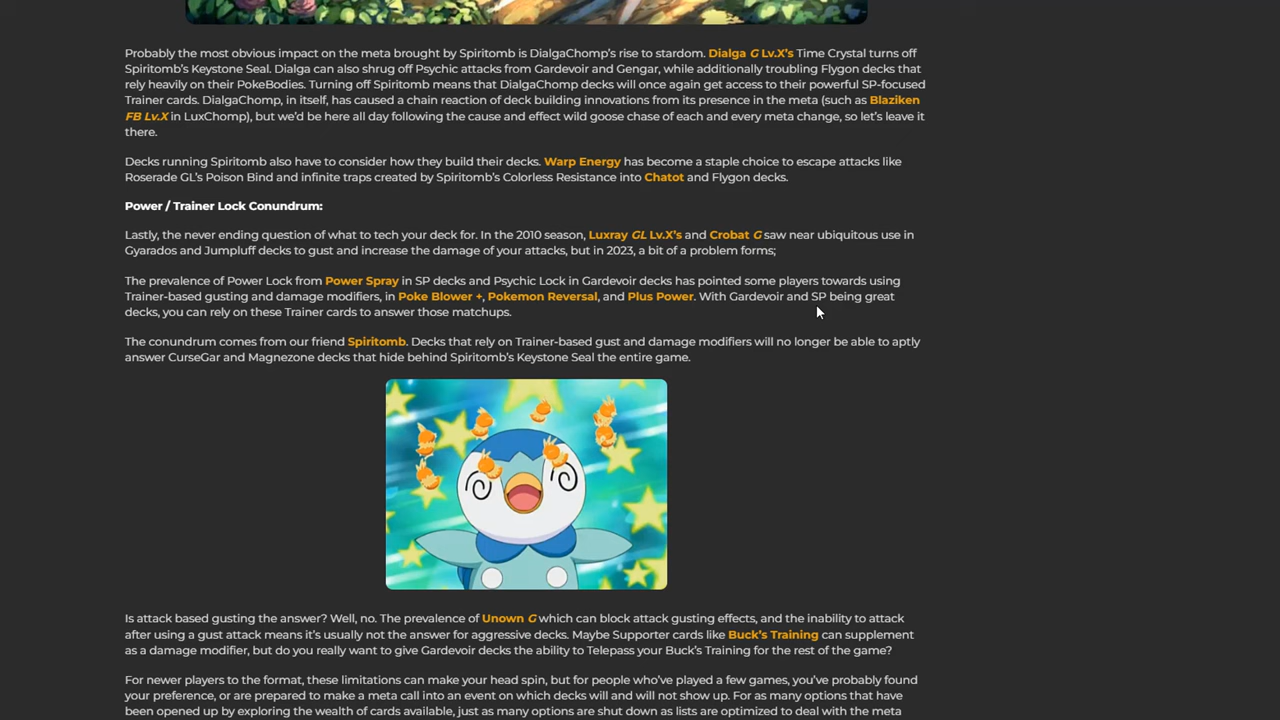 Probably the most obvious impact on the meta brought by Spiritomb is DialgaChomp's rise to stardom. Dialga G Lv.X's Time Crystal turns off
Spiritomb's Keystone Seal. Dialga can also shrug off Psychic attacks from Gardevoir and Gengar, while additionally troubling Flygon decks that
rely heavily on their PokeBodies. Turning off Spiritomb means that DialgaChomp decks will once again get access to their powerful SP-focused
Trainer cards. DialgaChomp, in itself, has caused a chain reaction of deck building innovations from its presence in the meta (such as Blaziken
FB Lv.X in LuxChomp), but we'd be here all day following the cause and effect wild goose chase of each and every meta change, so let's leave it
there.
Decks running Spiritomb also have to consider how they build their decks. Warp Energy has become a staple choice to escape attacks like
Roserade GL's Poison Bind and infinite traps created by Spiritomb's Colorless Resistance into Chatot and Flygon decks.
Power / Trainer Lock Conundrum:
Lastly, the never ending question of what to tech your deck for. In the 2010 season, Luxray GL Lv.X's and Crobat G saw near ubiquitous use in
Gyarados and Jumpluff decks to gust and increase the damage of your attacks, but in 2023, a bit of a problem forms;
The prevalence of Power Lock from Power Spray in SP decks and Psychic Lock in Gardevoir decks has pointed some players towards using
Trainer-based gusting and damage modifiers, in Poke Blower +, Pokemon Reversal, and Plus Power. With Gardevoir and SP being great
decks, you can rely on these Trainer cards to answer those matchups.
The conundrum comes from our friend Spiritomb. Decks that rely on Trainer-based gust and damage modifiers will no longer be able to aptly
answer CurseGar and Magnezone decks that hide behind Spiritomb's Keystone Seal the entire game.
Is attack based gusting the answer? Well, no. The prevalence of Unown G which can block attack gusting effects, and the inability to attack
after using a gust attack means it's usually not the answer for aggressive decks. Maybe Supporter cards like Buck's Training can supplement
as a damage modifier, but do you really want to give Gardevoir decks the ability to Telepass your Buck's Training for the rest of the game?
For newer players to the format, these limitations can make your head spin, but for people who've played a few games, you've probably found
your preference, or are prepared to make a meta call into an event on which decks will and will not show up. For as many options that have
been opened up by exploring the wealth of cards available, just as many options are shut down as lists are optimized to deal with the meta